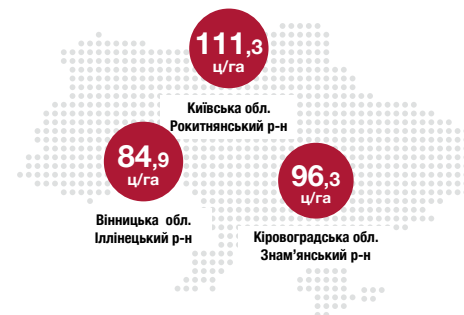 111,3
ц/га
Київська обл.
Рокитнянський р-н
84,9
ц/га
Вінницька обл.
Іллінецький р-н
96,3
ц/га
Кіровоградська обл.
Знам'янський р-н